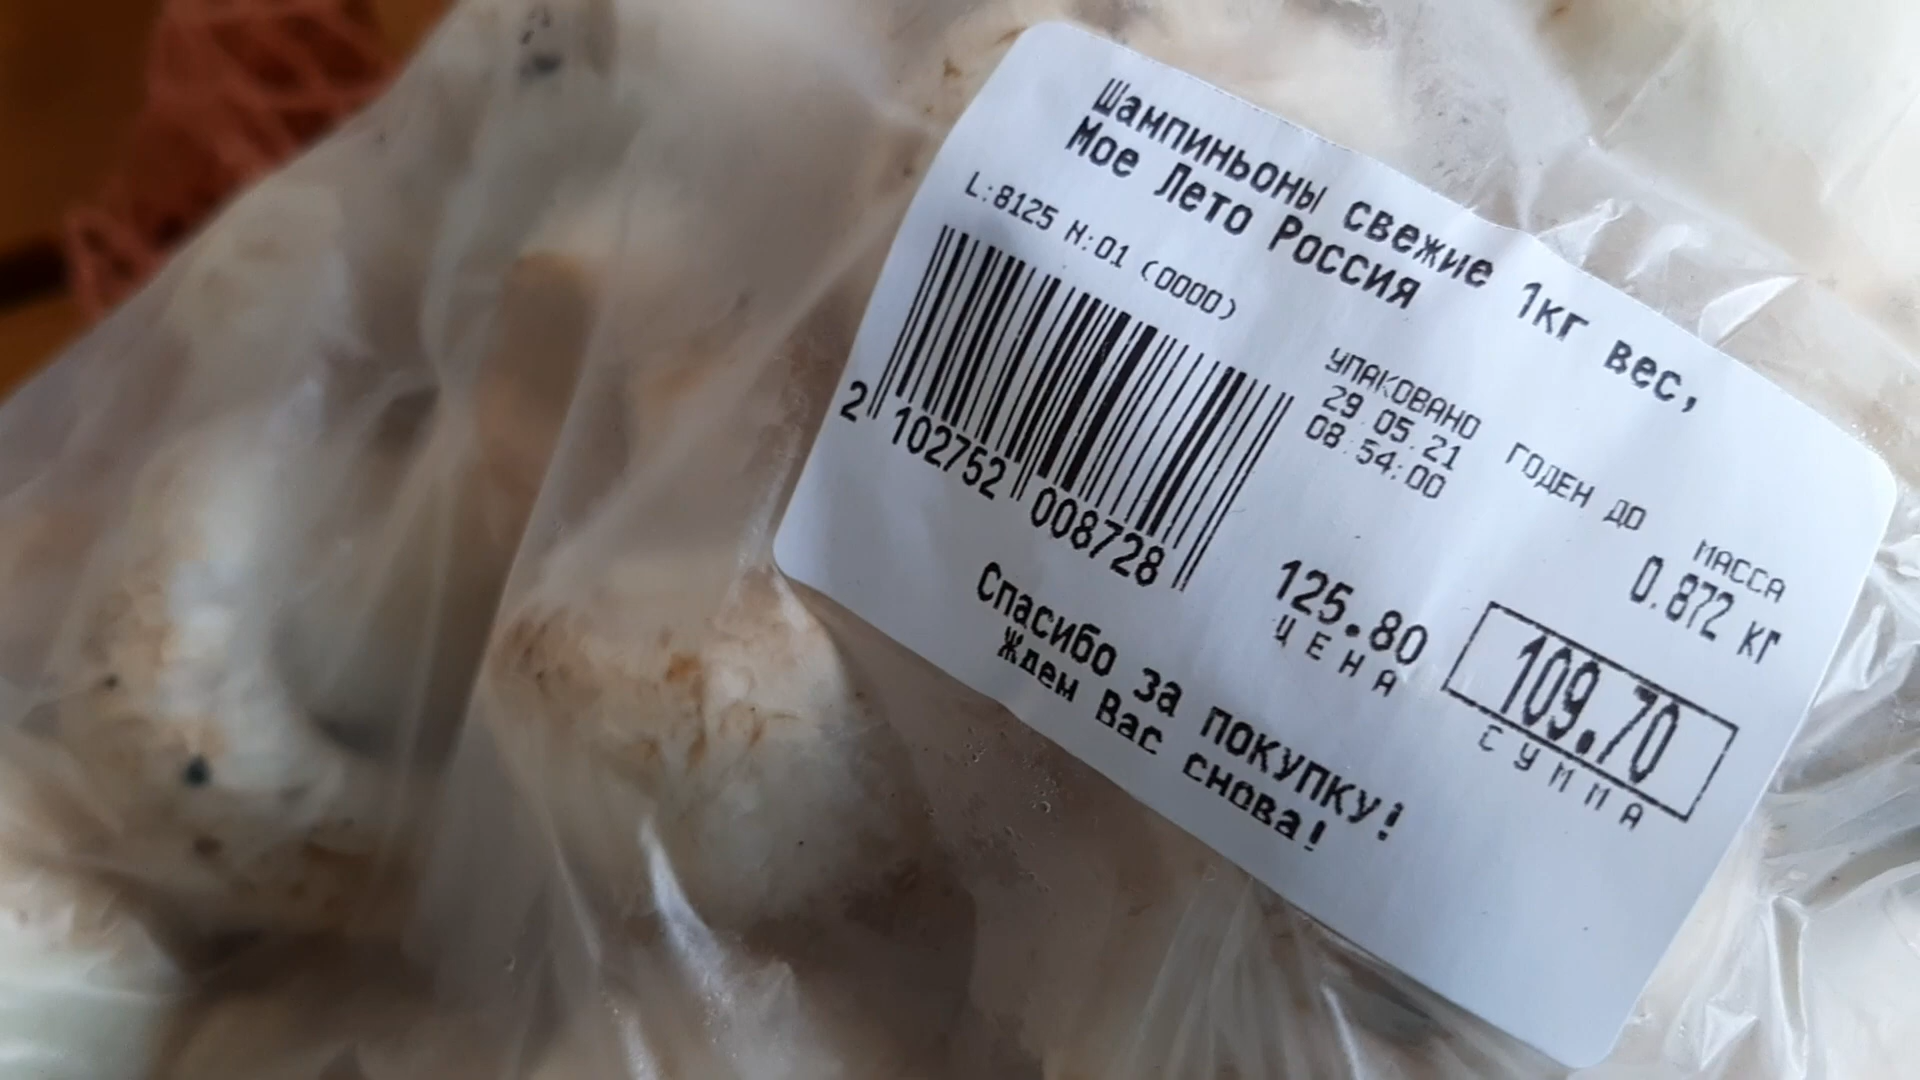 Шампиньоны свежие 1кг вес,
Мое Лето Россия
L:8125 N:01 (0000)
2 102752 008728
УПАКОВАНО
29.05.21
08:54:00
ГОДЕН ДО
МАССА
0.872 кг
125.80
ЦЕНА
109.70
СУММА
Спасибо за покупку!
Ждем Вас снова!